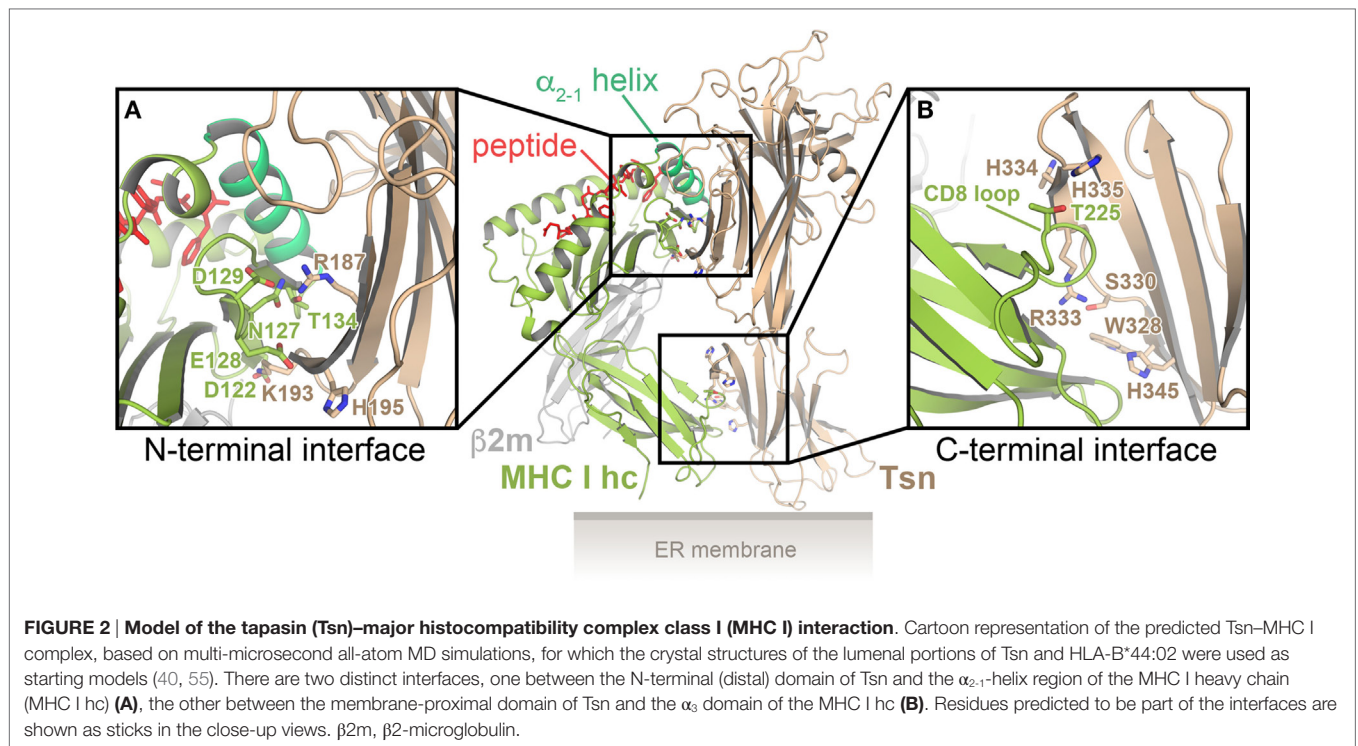 A
α2-1 helix
peptide
B
D129
R187
N127
T134
E128
D122
K193
H195
N-terminal interface
H334
H335
CD8 loop
T225
S330
R333
W328
H345
C-terminal interface
β2m
MHC I hc
Tsn
ER membrane
FIGURE 2 | Model of the tapasin (Tsn)–major histocompatibility complex class I (MHC I) interaction. Cartoon representation of the predicted Tsn–MHC I
complex, based on multi-microsecond all-atom MD simulations, for which the crystal structures of the lumenal portions of Tsn and HLA-B*44:02 were used as
starting models (40, 55). There are two distinct interfaces, one between the N-terminal (distal) domain of Tsn and the α2-1-helix region of the MHC I heavy chain
(MHC I hc) (A), the other between the membrane-proximal domain of Tsn and the α3 domain of the MHC I hc (B). Residues predicted to be part of the interfaces are
shown as sticks in the close-up views. β2m, β2-microglobulin.